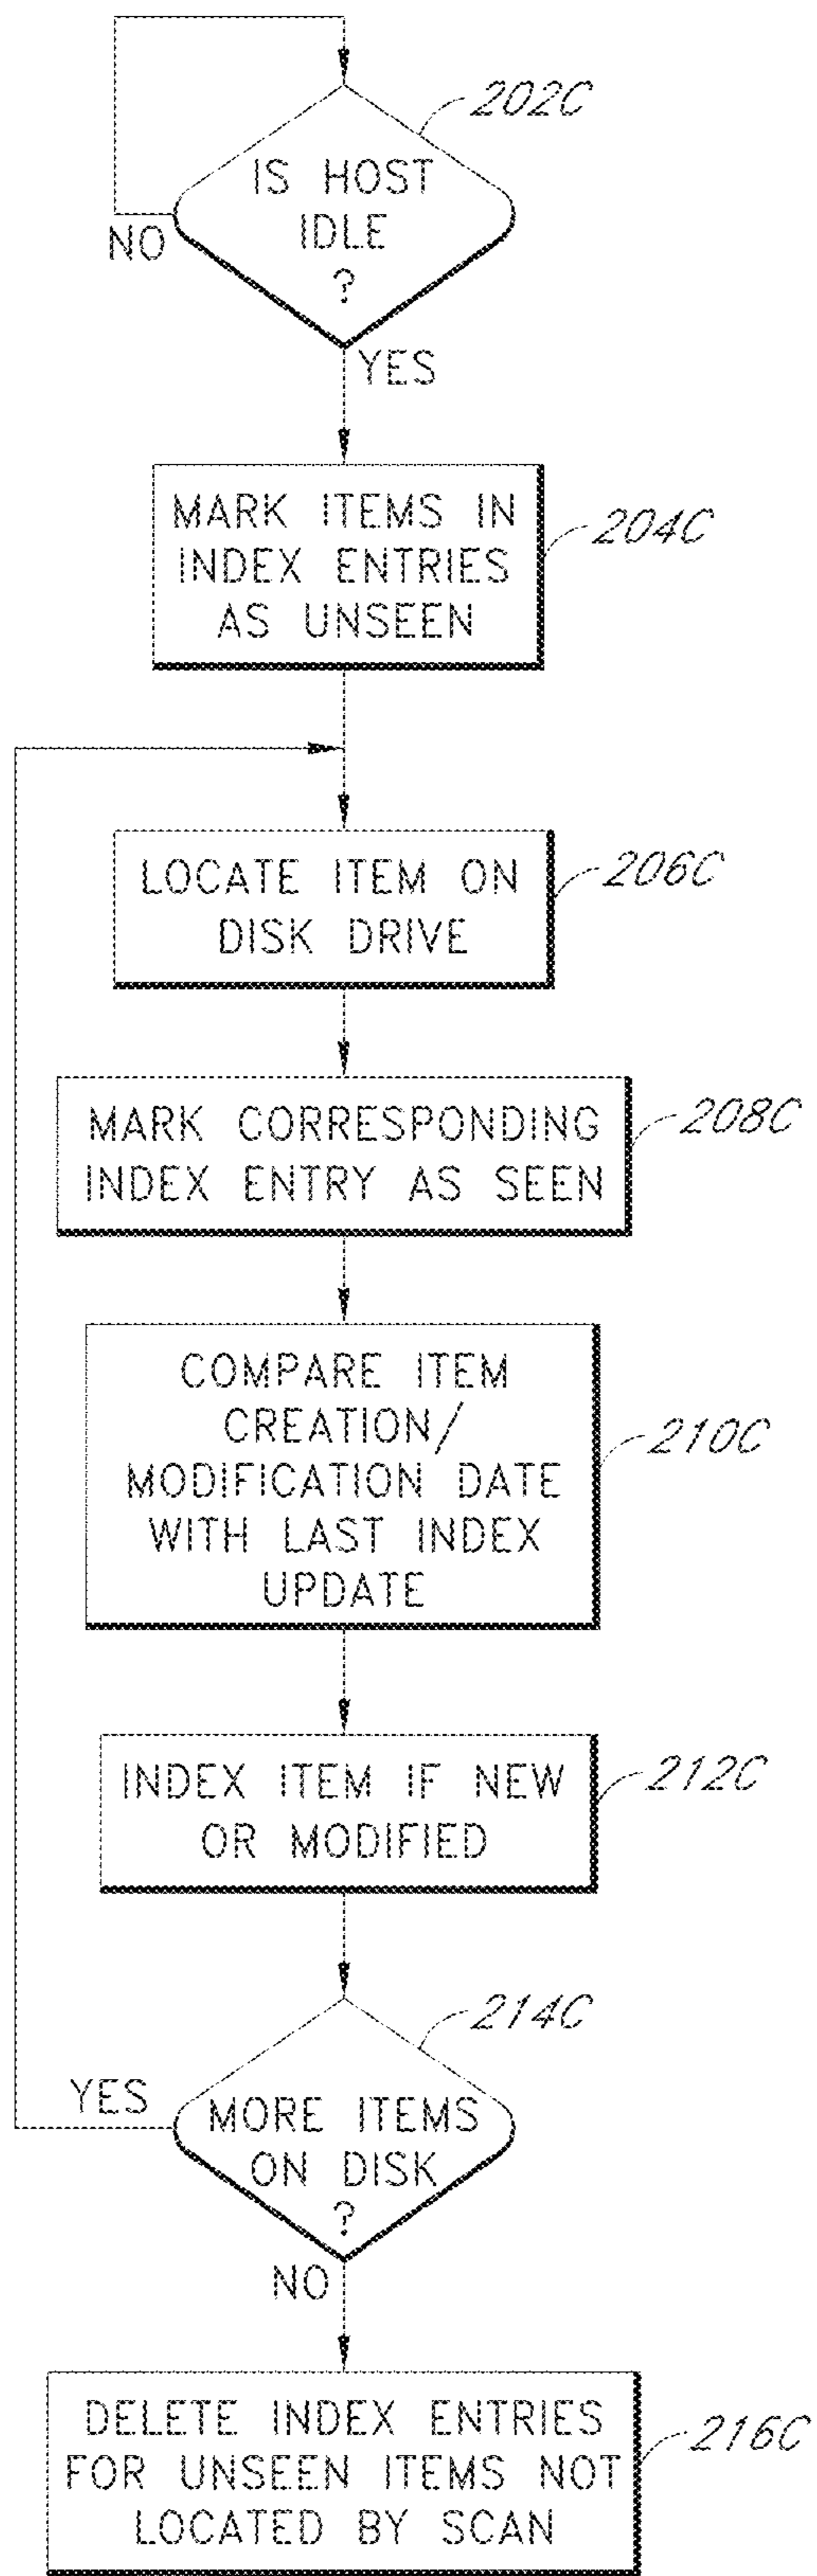 202C
IS HOST
IDLE
?
NO
YES
MARK ITEMS IN
INDEX ENTRIES
AS UNSEEN
204C
LOCATE ITEM ON
DISK DRIVE
206C
MARK CORRESPONDING
INDEX ENTRY AS SEEN
208C
COMPARE ITEM
CREATION/
MODIFICATION DATE
WITH LAST INDEX
UPDATE
210C
INDEX ITEM IF NEW
OR MODIFIED
212C
214C
YES
MORE ITEMS
ON DISK
?
NO
DELETE INDEX ENTRIES
FOR UNSEEN ITEMS NOT
LOCATED BY SCAN
216C